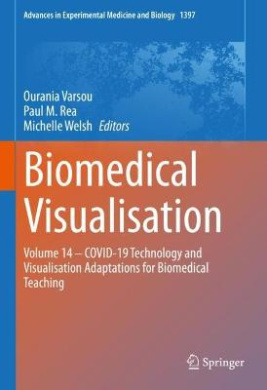 Advances in Experimental Medicine and Biology 1397
Ourania Varsou
Paul M. Rea
Michelle Welsh Editors
Biomedical
Visualisation
Volume 14 – COVID-19 Technology and
Visualisation Adaptations for Biomedical
Teaching
Springer